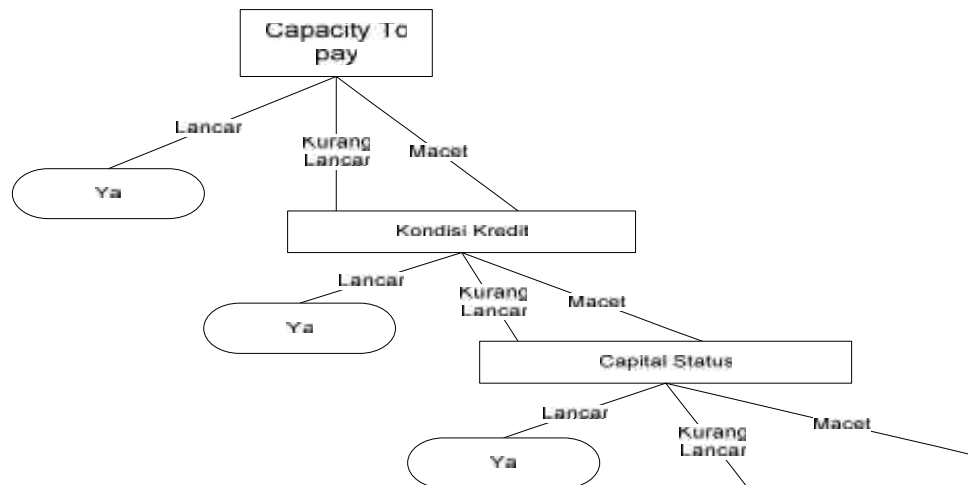 Capacity To
pay
Lancar
Kurang
Lancar
Macet
Ya
Kondisi Kredit
Lancar
Kurang
Lancar
Macet
Ya
Capital Status
Lancar
Kurang
Lancar
Macet
Ya